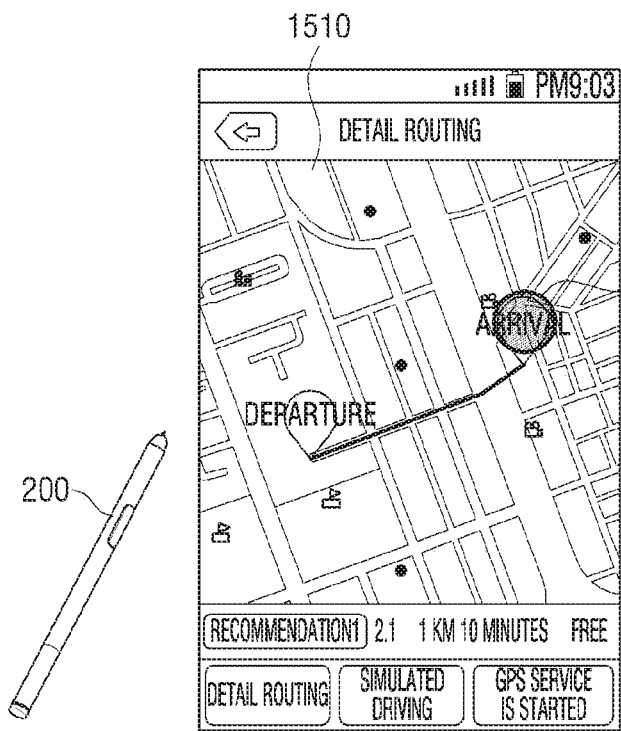 1510
PM9:03
DETAIL ROUTING
ARRIVAL
DEPARTURE
200
RECOMMENDATION1 2.1 1 KM 10 MINUTES FREE
DETAIL ROUTING
SIMULATED
DRIVING
GPS SERVICE
IS STARTED